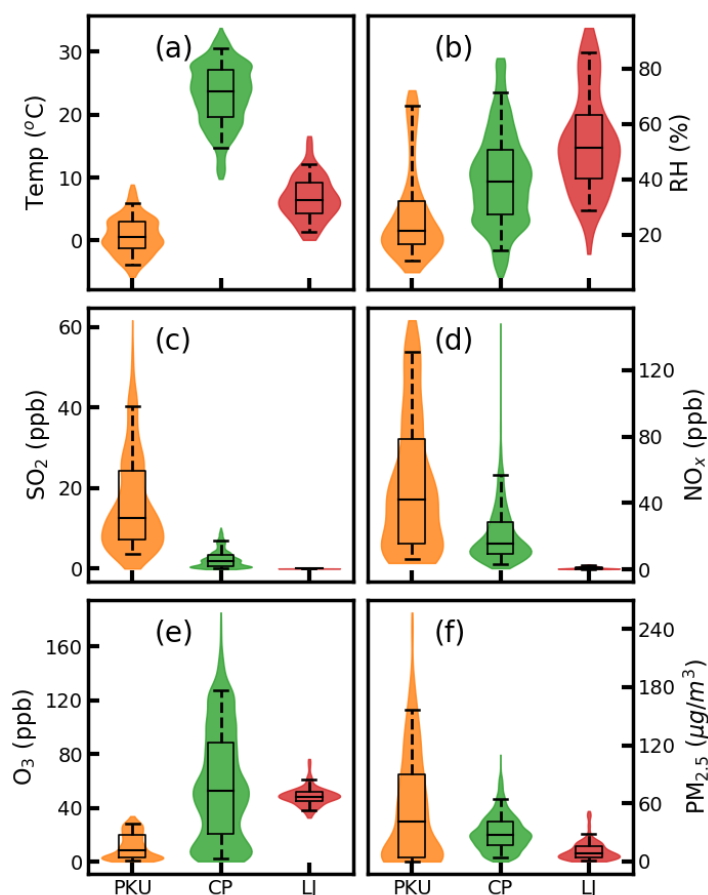 (a)
30
20
10
0
Temp (°C)
(b)
80
60
40
20
RH (%)
(c)
60
40
20
0
SO₂ (ppb)
(d)
120
80
40
0
NOₓ (ppb)
(e)
160
120
80
40
0
O₃ (ppb)
PKU CP LJ
(f)
240
180
120
60
0
PM₂.₅ (μg/m³)
PKU CP LJ